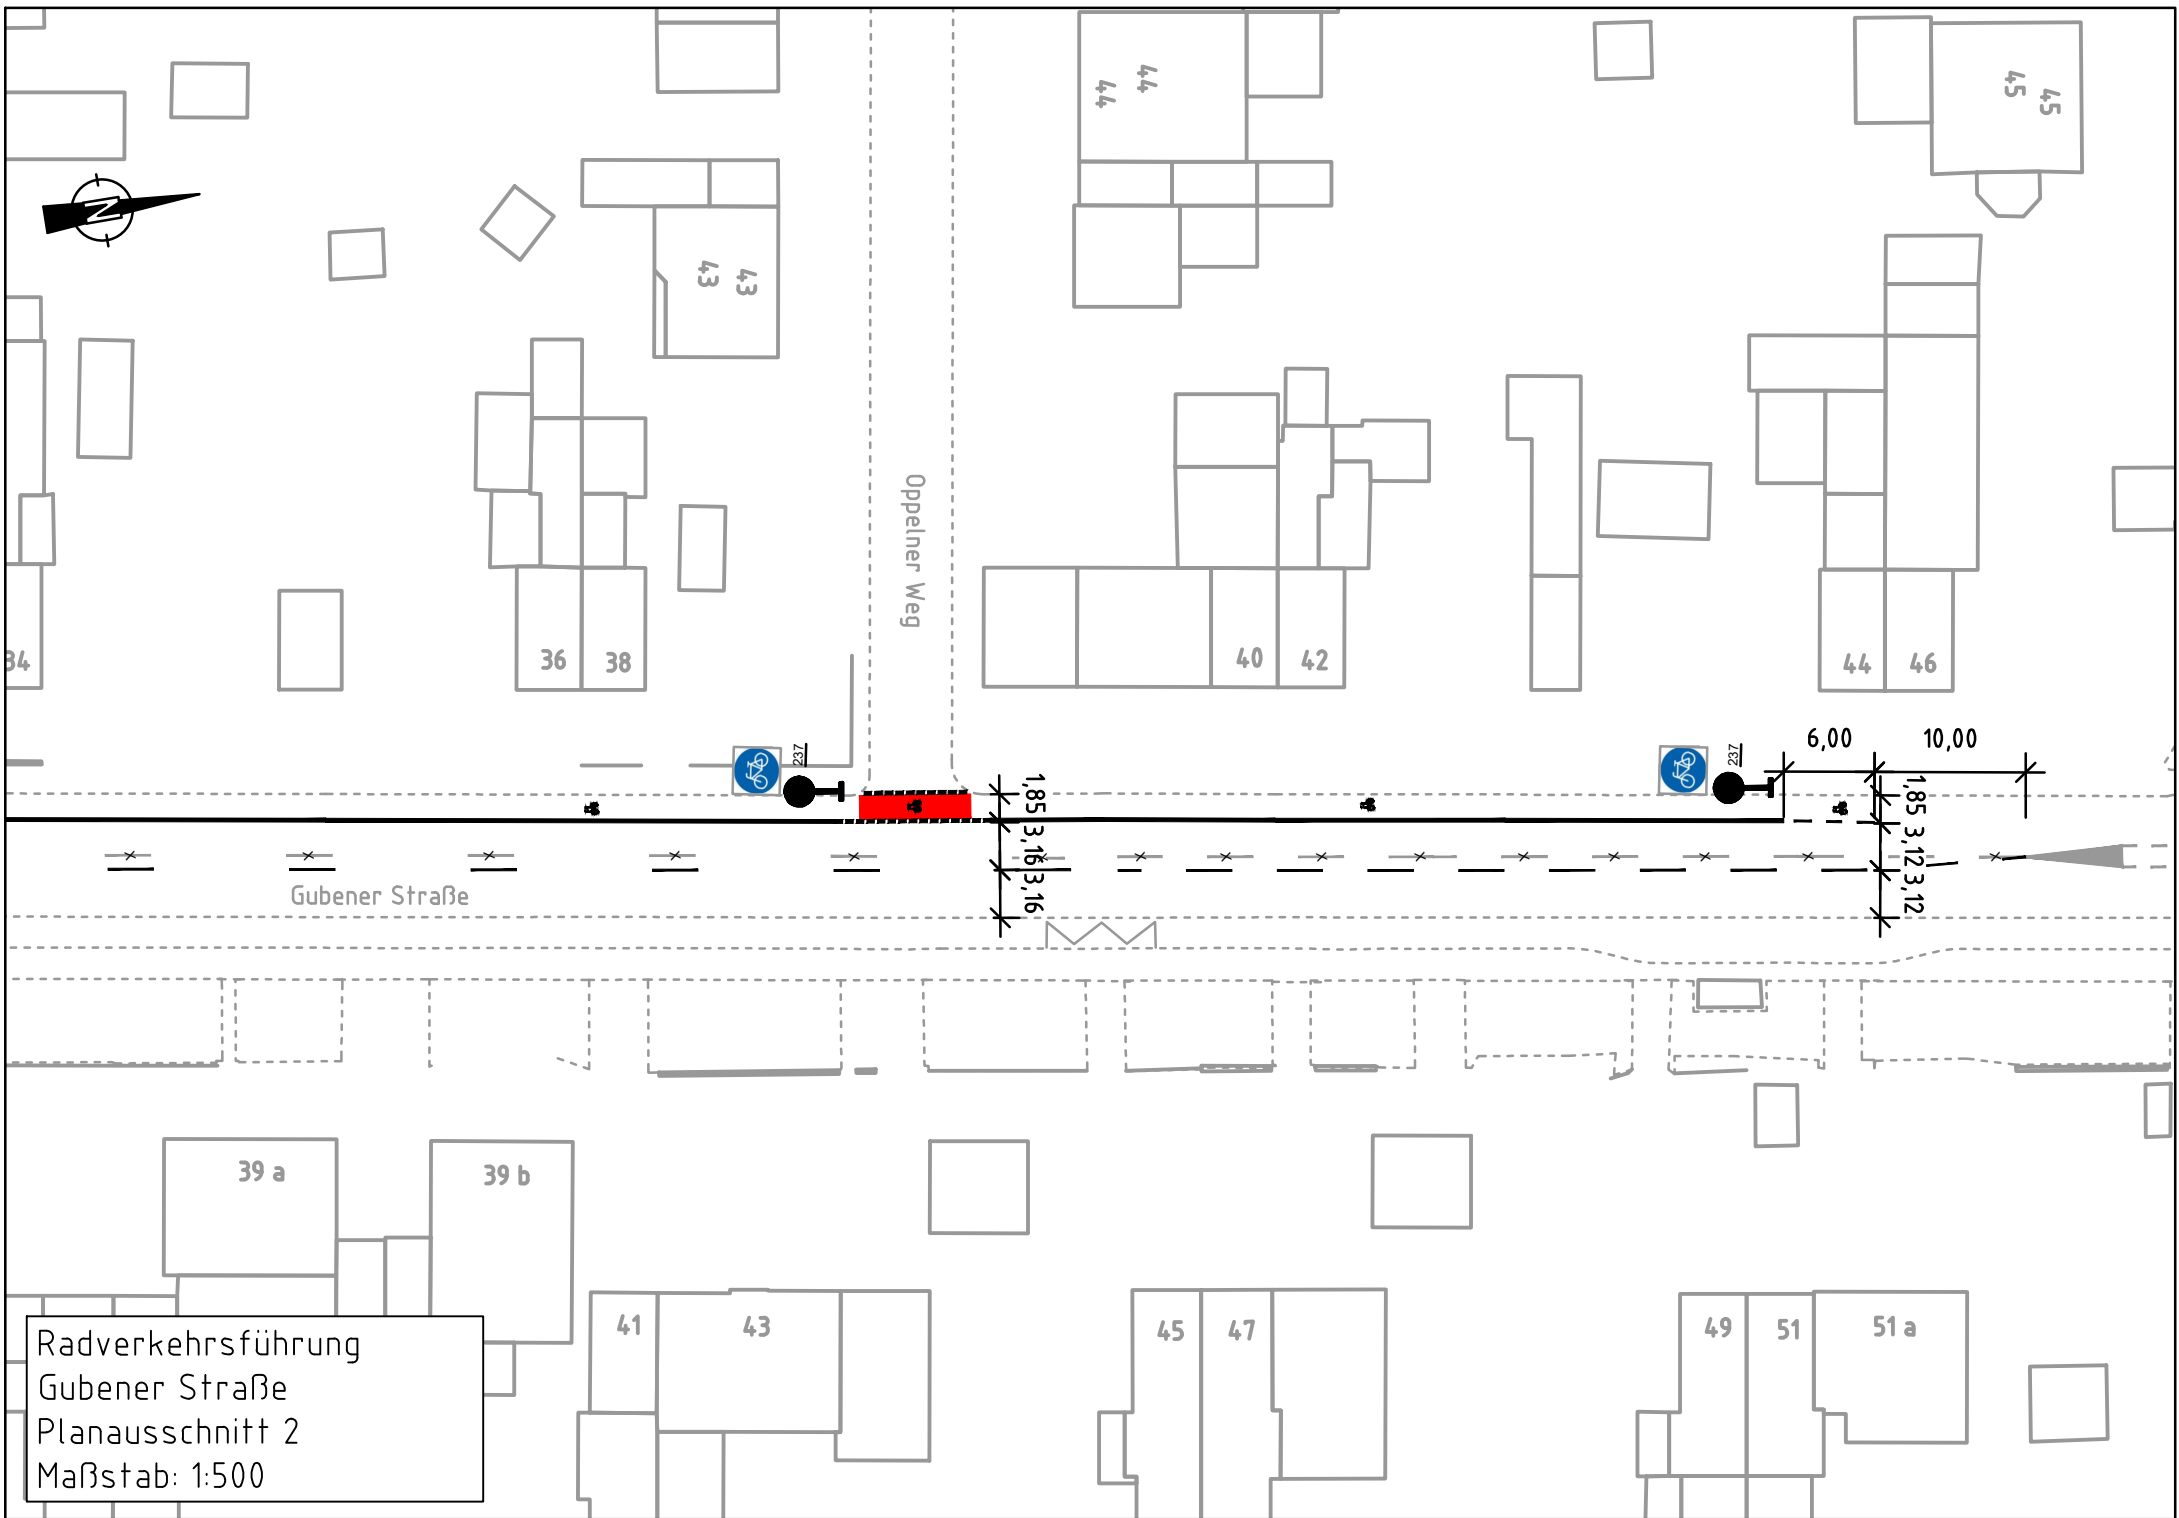 44
44
45
45
N
43
43
Oppelner Weg
34
36
38
40
42
44
46
237
237
6,00
10,00
1,85
3,16
3,16
1,85
3,12
3,12
Gubener Straße
39 a
39 b
41
43
45
47
49
51
51 a
Radverkehrsführung
Gubener Straße
Planausschnitt 2
Maßstab: 1:500